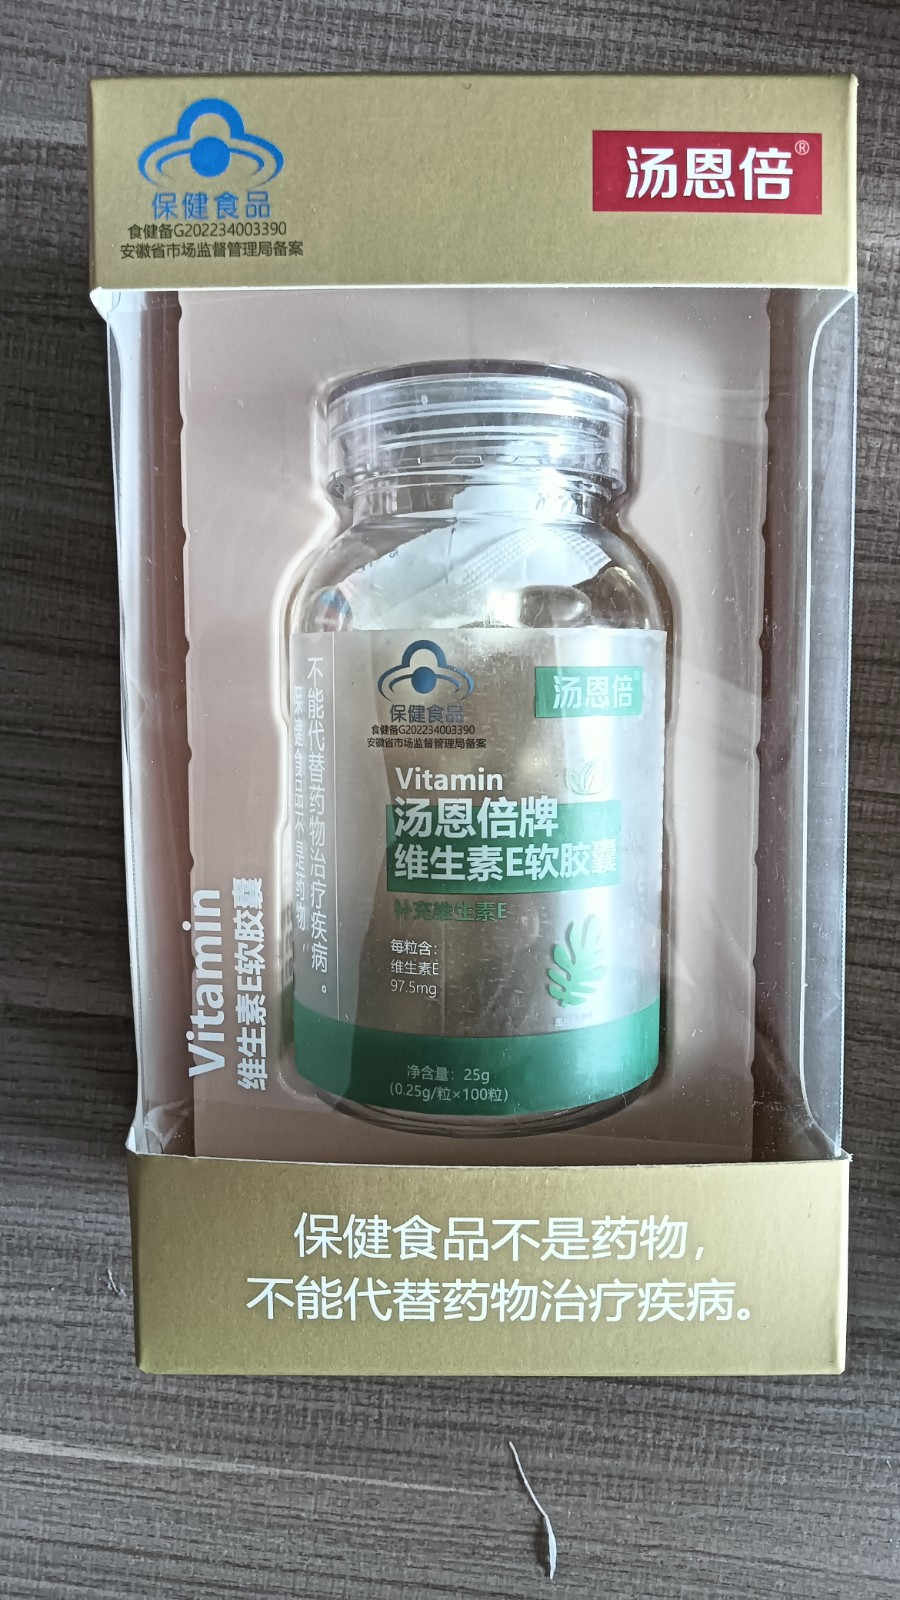 保健食品
食健备G202234003390
安徽省市场监督管理局备案
汤恩倍®
保健食品
食健备G202234003390
安徽省市场监督管理局备案
汤恩倍
Vitamin
汤恩倍牌
维生素E软胶囊
补充维生素E
每粒含：
维生素E
97.5mg
净含量：25g
(0.25g/粒×100粒)
保健食品不是药物，
不能代替药物治疗疾病。
Vitamin
维生素E软胶囊
保健食品不是药物，
不能代替药物治疗疾病。